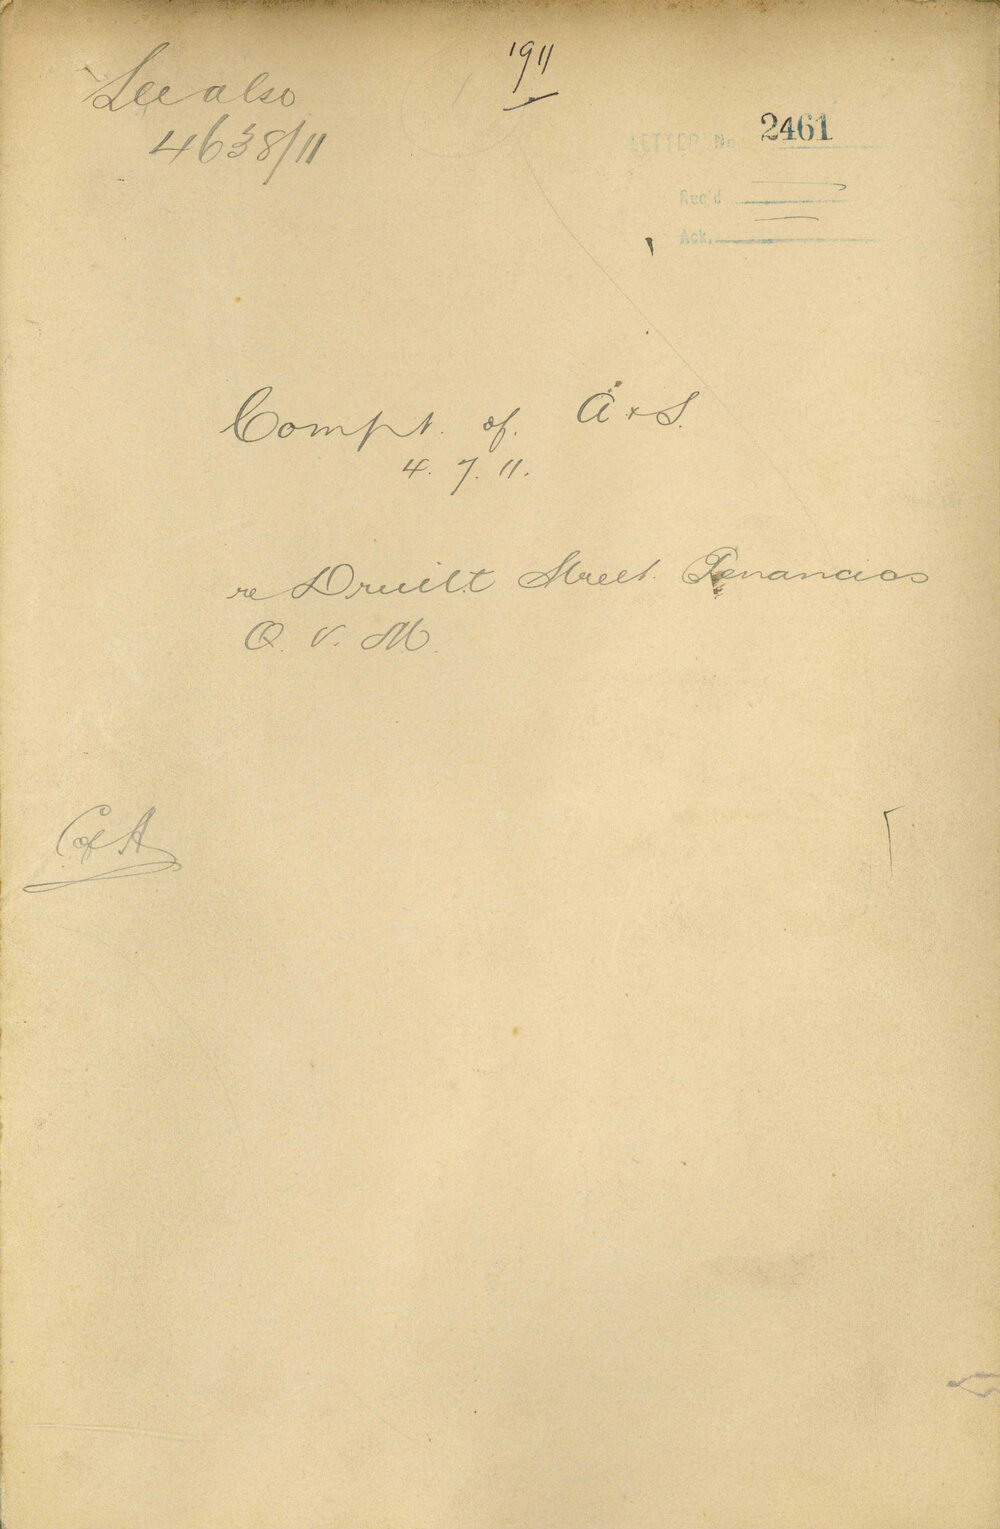 1911
See also
4638/11
LETTER No 2461
Rec'd
Ack.
Compt. of. A & S.
4. 7. 11.
re Druitt Street Tenancies
Q. V. M.
C of A